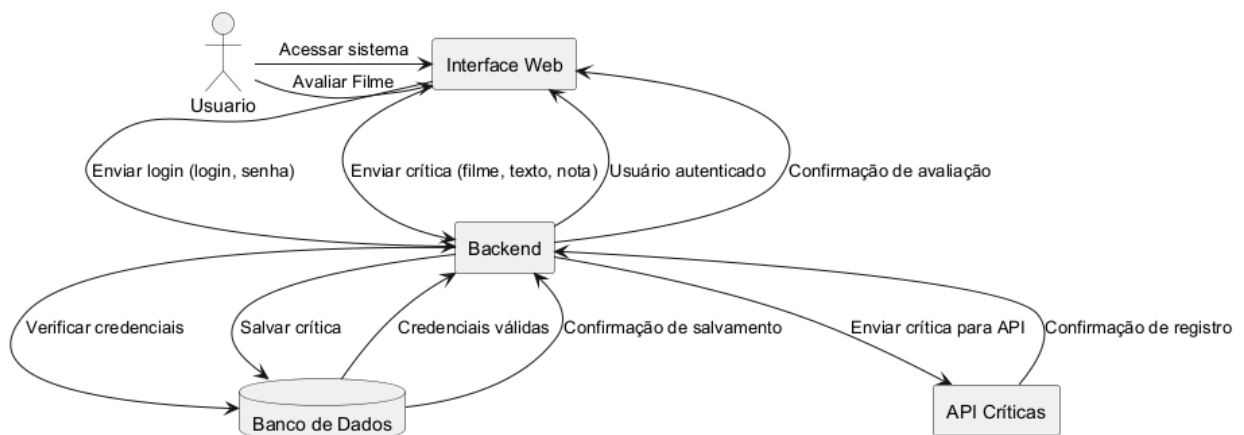 Acessar sistema
Interface Web
Avaliar Filme
Usuario
Enviar login (login, senha)
Enviar crítica (filme, texto, nota)
Usuário autenticado
Confirmação de avaliação
Backend
Verificar credenciais
Salvar crítica
Credenciais válidas
Confirmação de salvamento
Enviar crítica para API
Confirmação de registro
Banco de Dados
API Críticas